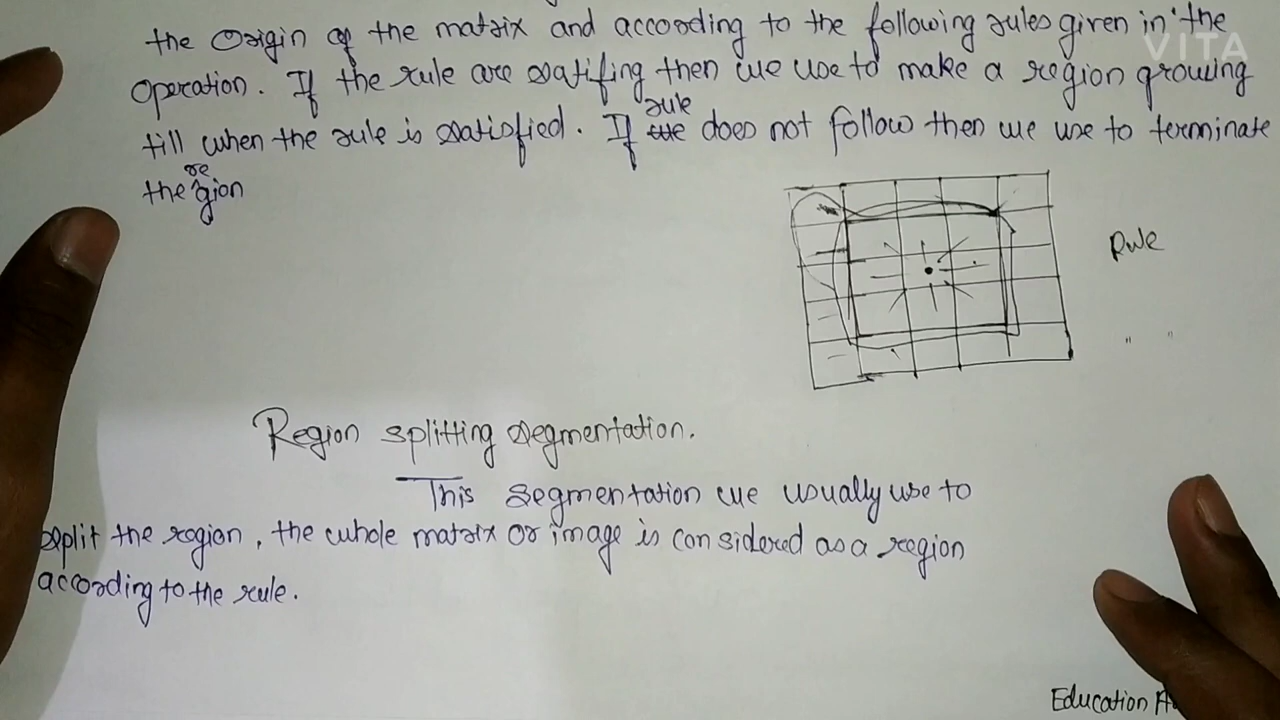 the origin of the matrix and according to the following rules given in the
VITA
operation. If the rule are satifing then we use to make a region growing
till when the rule is satisfied. If rule does not follow then we use to terminate
the region
Rule
" "
Region splitting segmentation.
This segmentation we usually use to
split the region, the whole matrix or image is considered as a region
according to the rule.
Education